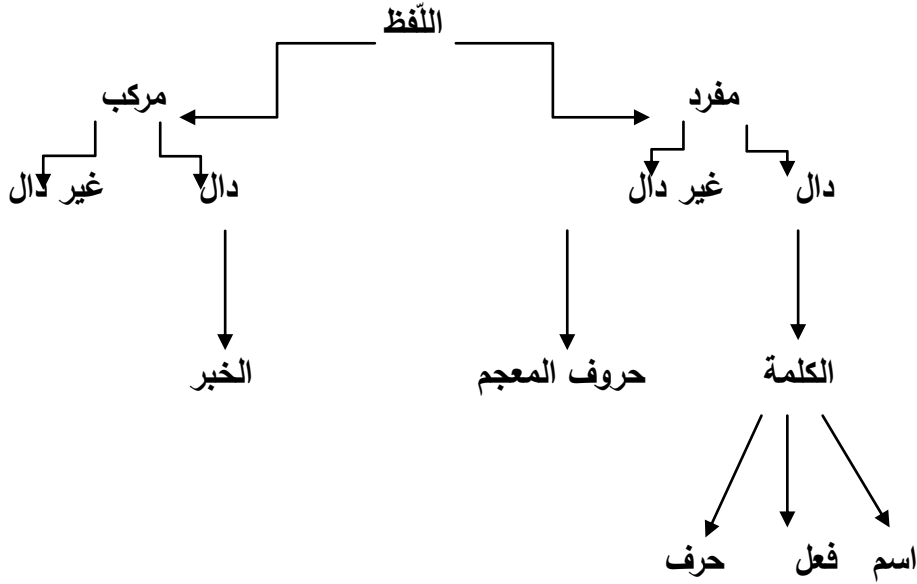 اللّفظ
مفرد مركب
دال غير دال دال غير دال
الكلمة حروف المعجم الخبر
اسم فعل حرف